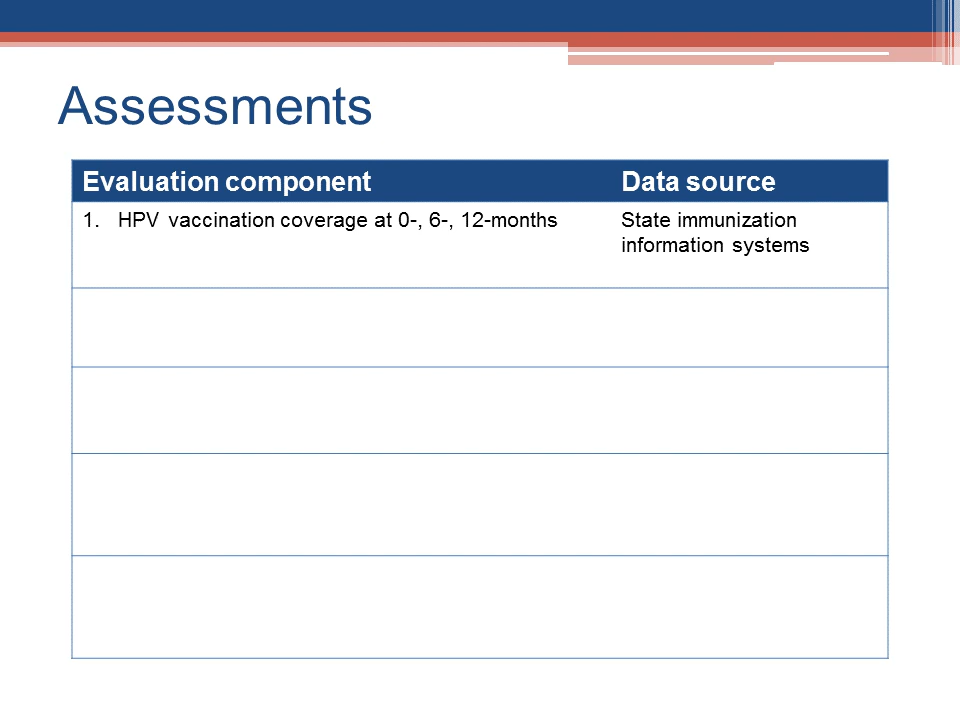 Assessments
Evaluation component Data source
1. HPV vaccination coverage at 0-, 6-, 12-months State immunization
information systems